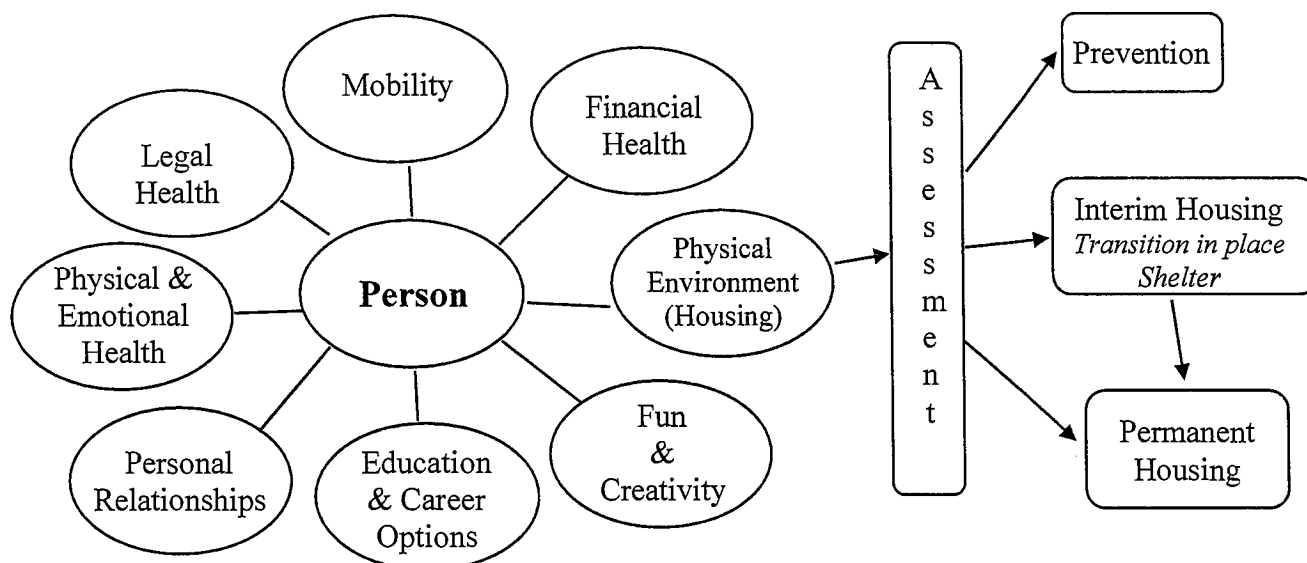 Mobility
Financial
Health
Legal
Health
Person
Physical
Environment
(Housing)
Physical &
Emotional
Health
Personal
Relationships
Education
& Career
Options
Fun
&
Creativity
Assessment
Prevention
Interim Housing
Transition in place
Shelter
Permanent
Housing